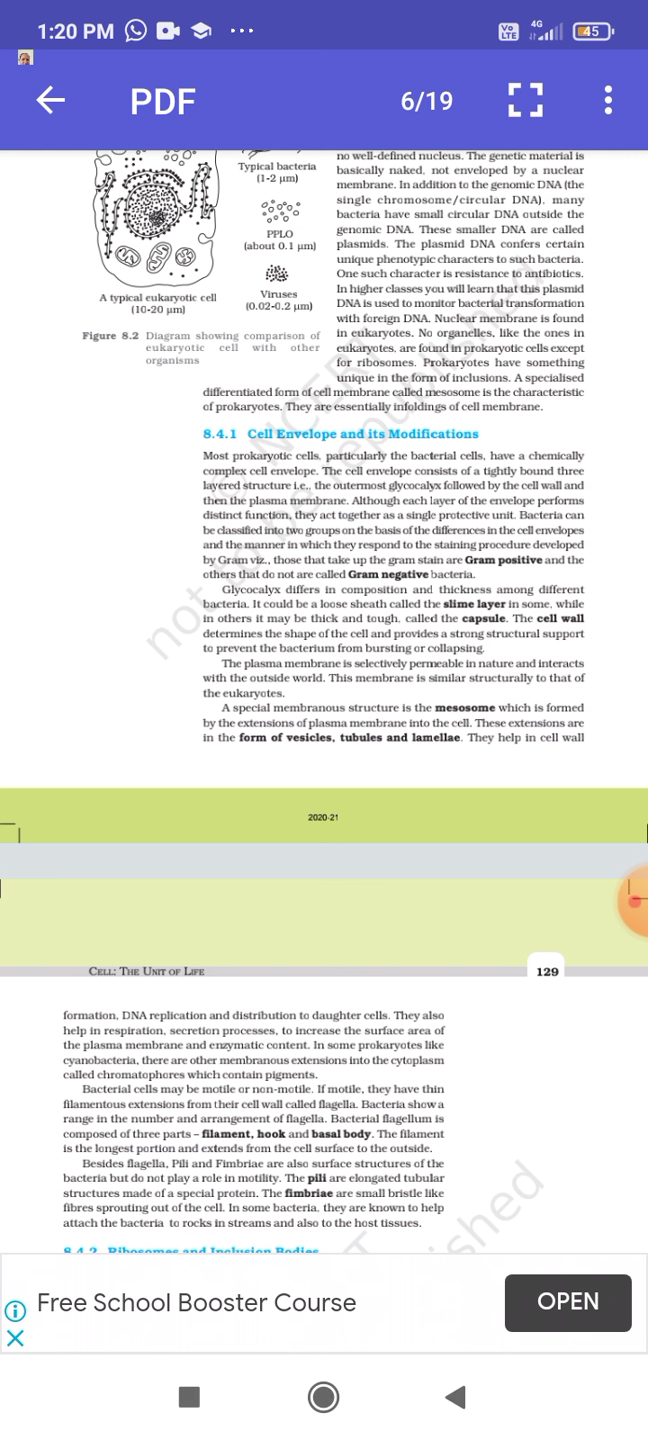 1:20 PM
Vo LTE 4G 45
PDF 6/19
Typical bacteria
(1-2 µm)
PPLO
(about 0.1 µm)
Viruses
(0.02-0.2 µm)
A typical eukaryotic cell
(10-20 µm)
Figure 8.2 Diagram showing comparison of
eukaryotic cell with other
organisms
no well-defined nucleus. The genetic material is
basically naked, not enveloped by a nuclear
membrane. In addition to the genomic DNA (the
single chromosome/circular DNA), many
bacteria have small circular DNA outside the
genomic DNA. These smaller DNA are called
plasmids. The plasmid DNA confers certain
unique phenotypic characters to such bacteria.
One such character is resistance to antibiotics.
In higher classes you will learn that this plasmid
DNA is used to monitor bacterial transformation
with foreign DNA. Nuclear membrane is found
in eukaryotes. No organelles, like the ones in
eukaryotes, are found in prokaryotic cells except
for ribosomes. Prokaryotes have something
unique in the form of inclusions. A specialised
differentiated form of cell membrane called mesosome is the characteristic
of prokaryotes. They are essentially infoldings of cell membrane.
8.4.1 Cell Envelope and its Modifications
Most prokaryotic cells, particularly the bacterial cells, have a chemically
complex cell envelope. The cell envelope consists of a tightly bound three
layered structure i.e., the outermost glycocalyx followed by the cell wall and
then the plasma membrane. Although each layer of the envelope performs
distinct function, they act together as a single protective unit. Bacteria can
be classified into two groups on the basis of the differences in the cell envelopes
and the manner in which they respond to the staining procedure developed
by Gram viz., those that take up the gram stain are Gram positive and the
others that do not are called Gram negative bacteria.
Glycocalyx differs in composition and thickness among different
bacteria. It could be a loose sheath called the slime layer in some, while
in others it may be thick and tough, called the capsule. The cell wall
determines the shape of the cell and provides a strong structural support
to prevent the bacterium from bursting or collapsing.
The plasma membrane is selectively permeable in nature and interacts
with the outside world. This membrane is similar structurally to that of
the eukaryotes.
A special membranous structure is the mesosome which is formed
by the extensions of plasma membrane into the cell. These extensions are
in the form of vesicles, tubules and lamellae. They help in cell wall
© NCERT
not to be republished
2020-21
CELL: THE UNIT OF LIFE 129
formation, DNA replication and distribution to daughter cells. They also
help in respiration, secretion processes, to increase the surface area of
the plasma membrane and enzymatic content. In some prokaryotes like
cyanobacteria, there are other membranous extensions into the cytoplasm
called chromatophores which contain pigments.
Bacterial cells may be motile or non-motile. If motile, they have thin
filamentous extensions from their cell wall called flagella. Bacteria show a
range in the number and arrangement of flagella. Bacterial flagellum is
composed of three parts – filament, hook and basal body. The filament
is the longest portion and extends from the cell surface to the outside.
Besides flagella, Pili and Fimbriae are also surface structures of the
bacteria but do not play a role in motility. The pili are elongated tubular
structures made of a special protein. The fimbriae are small bristle like
fibres sprouting out of the cell. In some bacteria, they are known to help
attach the bacteria to rocks in streams and also to the host tissues.
8.4.2 Ribosomes and Inclusion Bodies
shed
Free School Booster Course
OPEN